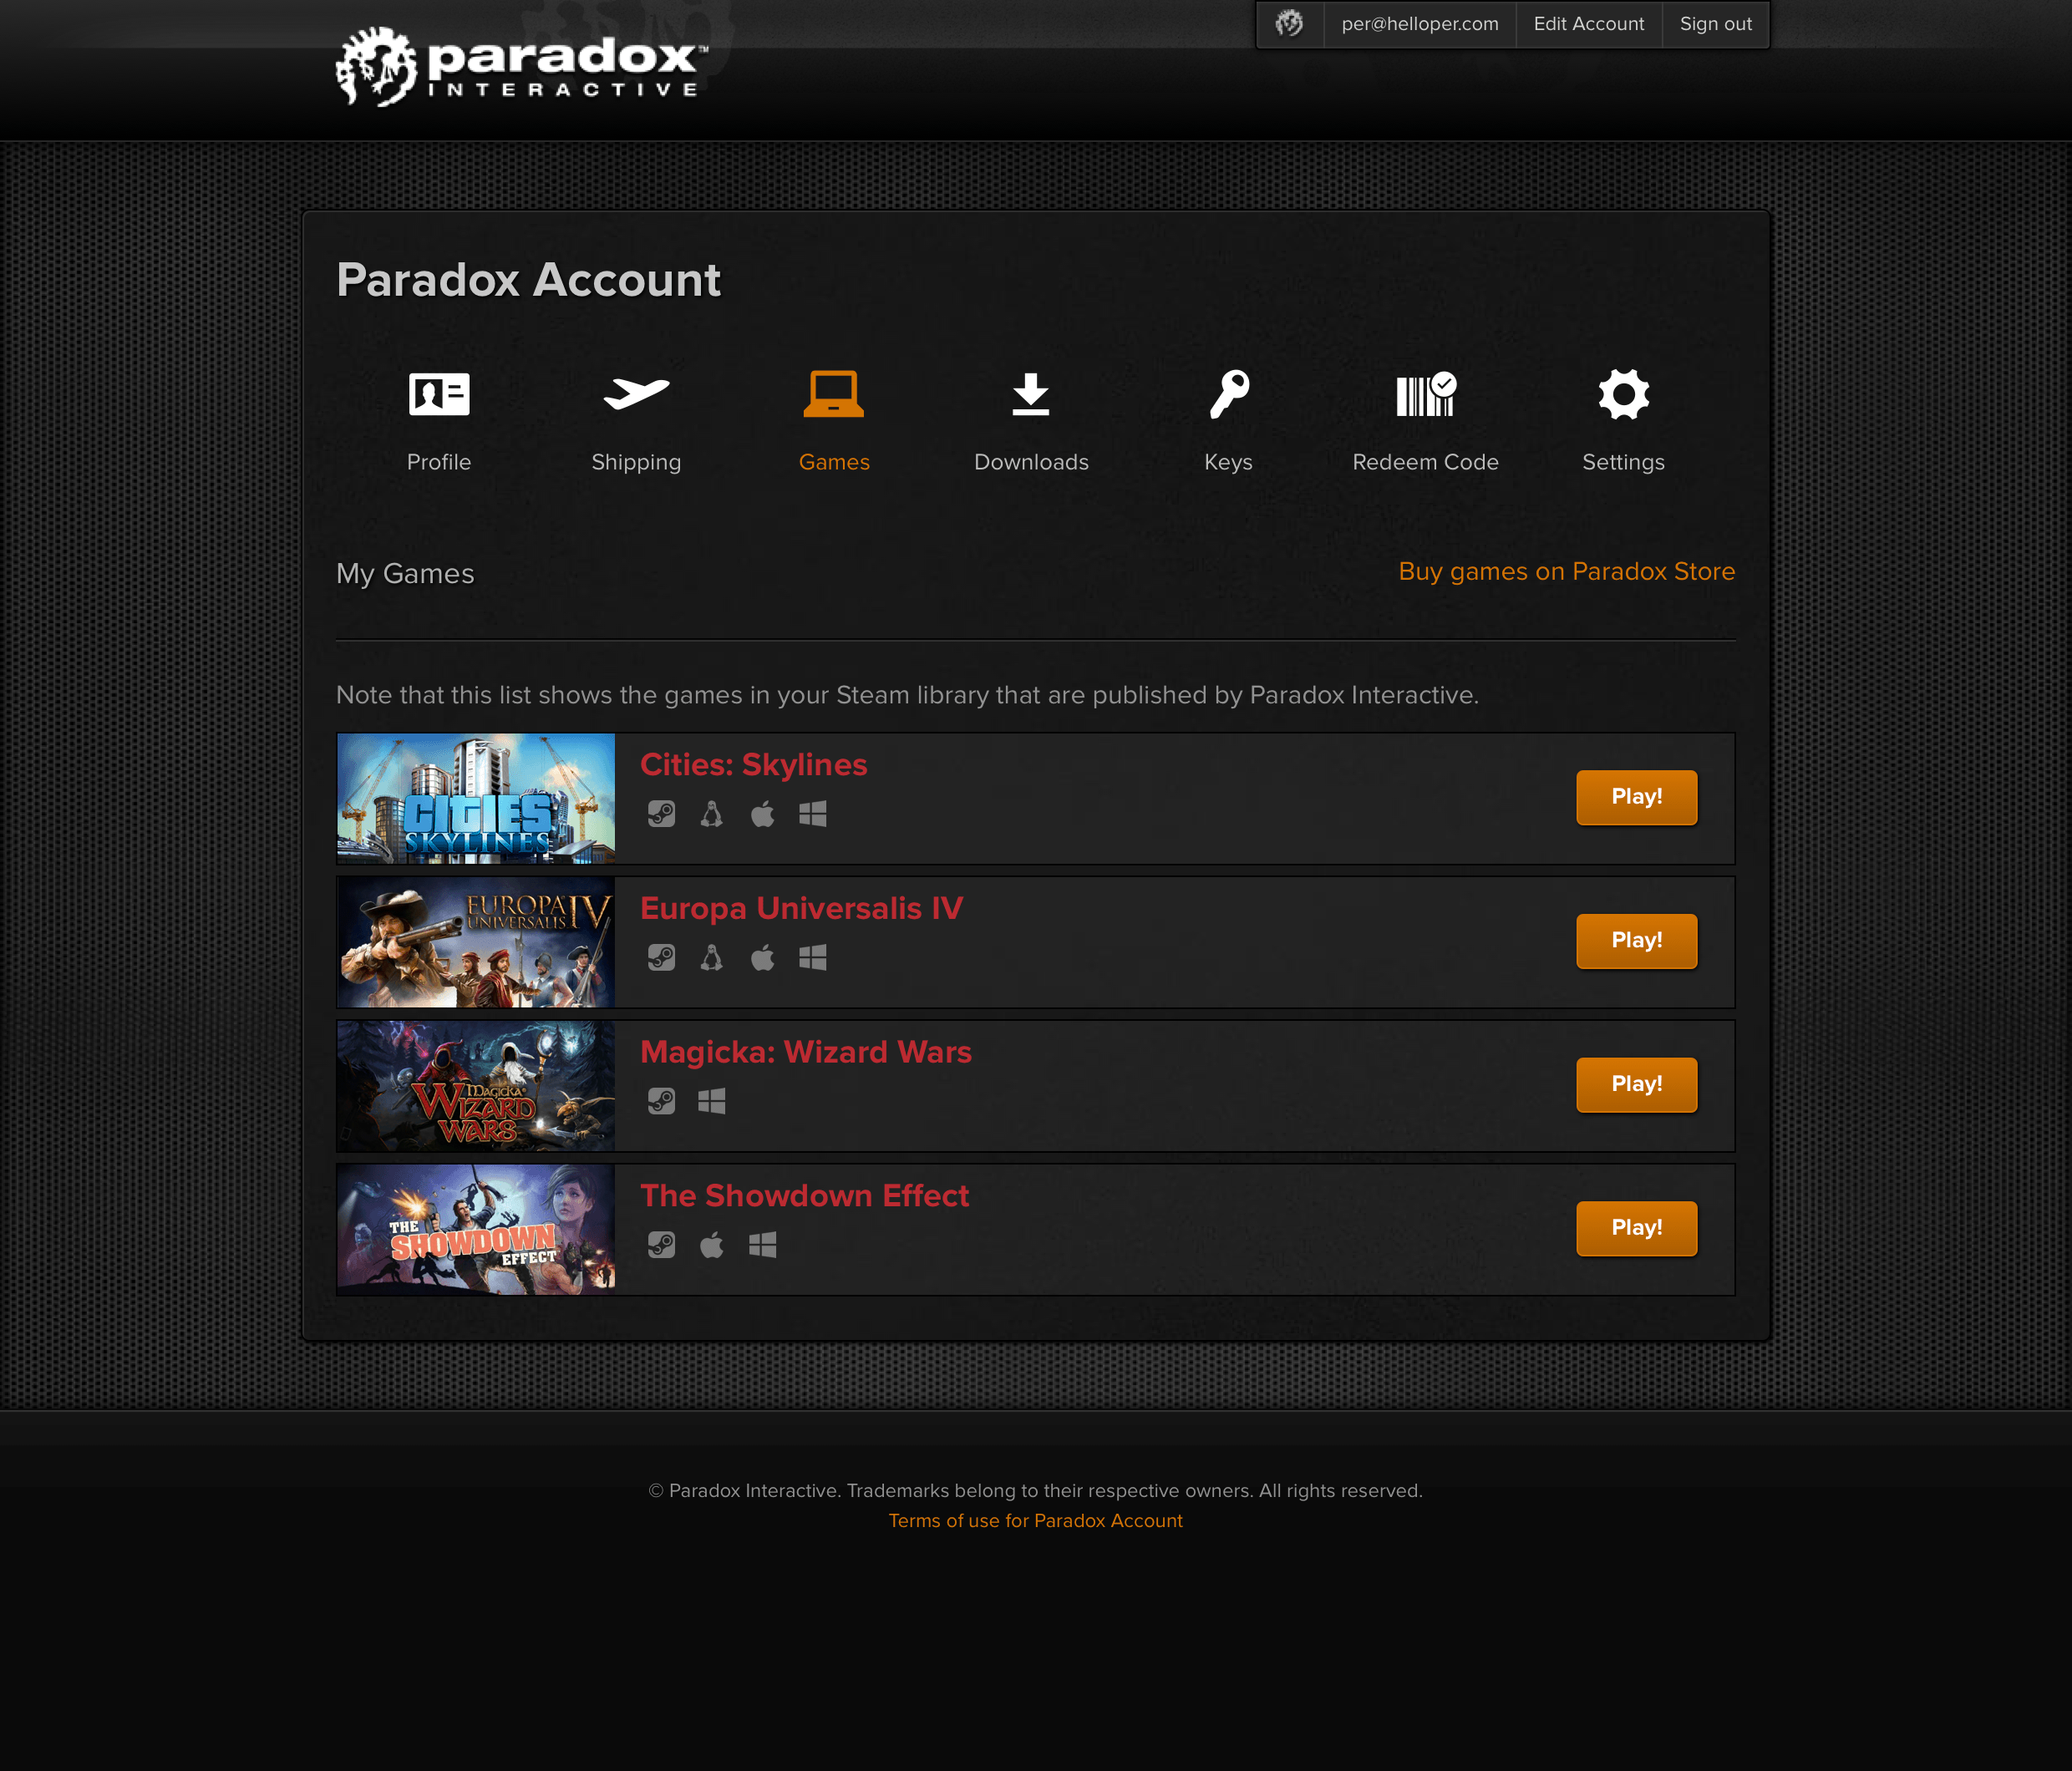 paradox™
INTERACTIVE
per@helloper.com
Edit Account
Sign out
Paradox Account
Profile
Shipping
Games
Downloads
Keys
Redeem Code
Settings
My Games
Buy games on Paradox Store
Note that this list shows the games in your Steam library that are published by Paradox Interactive.
CITIES
SKYLINES
Cities: Skylines
Play!
EUROPA
UNIVERSALIS IV
Europa Universalis IV
Play!
MAGICKA:
WIZARD
WARS
Magicka: Wizard Wars
Play!
THE
SHOWDOWN
EFFECT
The Showdown Effect
Play!
© Paradox Interactive. Trademarks belong to their respective owners. All rights reserved.
Terms of use for Paradox Account